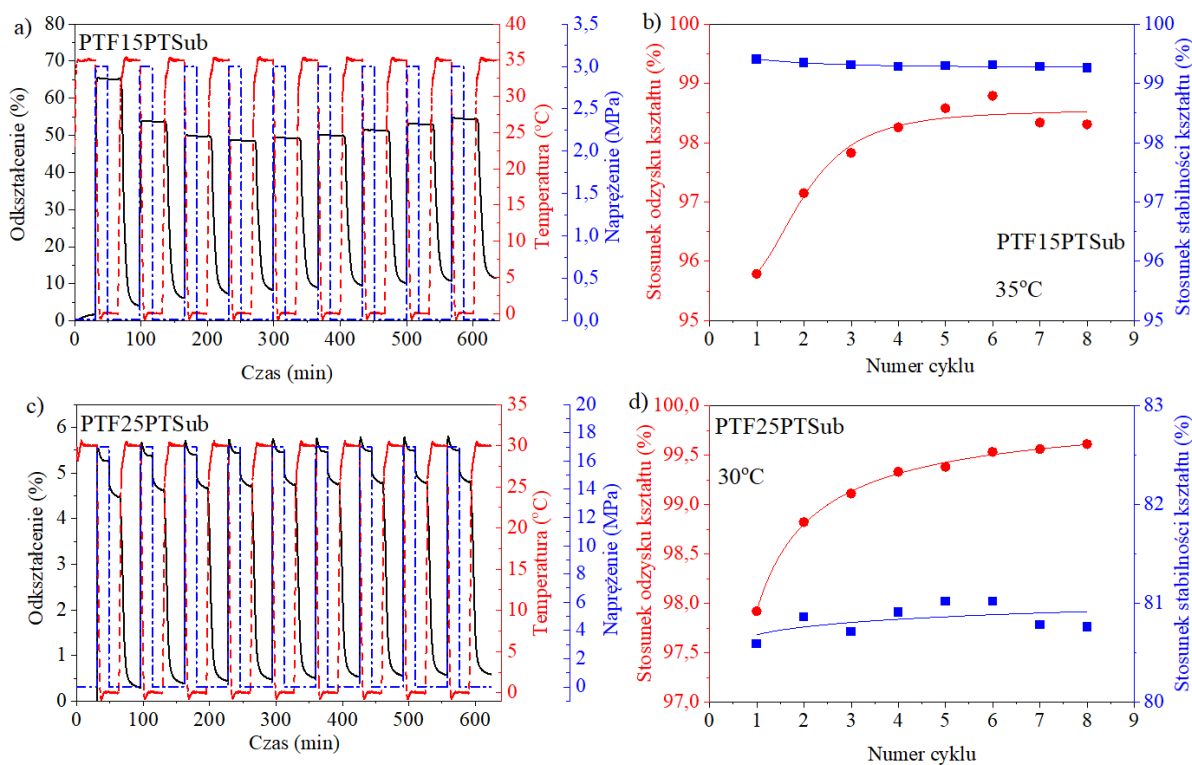 a)
PTF15PTSub
80
70
60
50
40
30
20
10
0
Odkształcenie (%)
0 100 200 300 400 500 600
Czas (min)
40
35
30
25
20
15
10
5
0
Temperatura (°C)
3,5
3,0
2,5
2,0
1,5
1,0
0,5
0,0
Naprężenie (MPa)
b)
100
99
98
97
96
95
Stosunek odzysku kształtu (%)
PTF15PTSub
35°C
0 1 2 3 4 5 6 7 8 9
Numer cyklu
100
99
98
97
96
95
Stosunek stabilności kształtu (%)
c)
PTF25PTSub
6
5
4
3
2
1
0
Odkształcenie (%)
0 100 200 300 400 500 600
Czas (min)
35
30
25
20
15
10
5
0
Temperatura (°C)
20
18
16
14
12
10
8
6
4
2
0
Naprężenie (MPa)
d)
PTF25PTSub
30°C
100,0
99,5
99,0
98,5
98,0
97,5
97,0
Stosunek odzysku kształtu (%)
0 1 2 3 4 5 6 7 8 9
Numer cyklu
83
82
81
80
Stosunek stabilności kształtu (%)